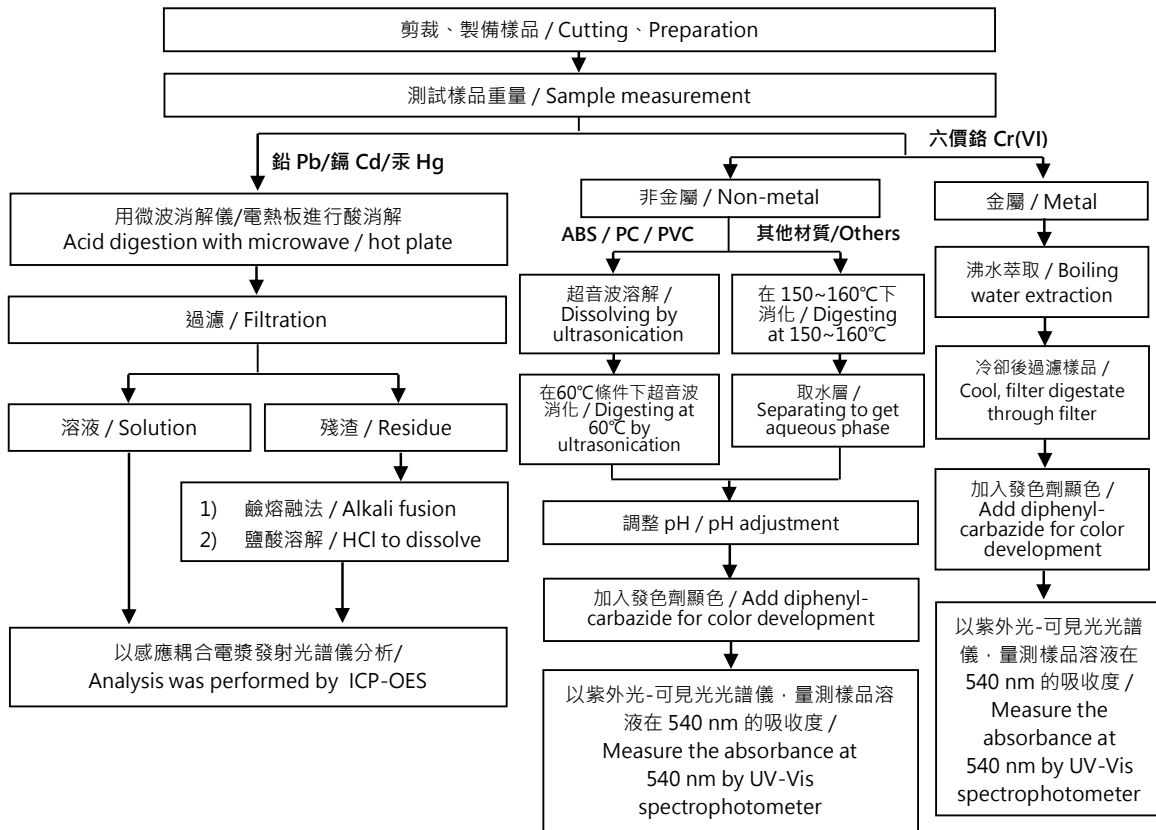 剪裁、製備樣品 / Cutting、Preparation
測試樣品重量 / Sample measurement
鉛 Pb/鎘 Cd/汞 Hg
六價鉻 Cr(VI)
用微波消解儀/電熱板進行酸消解
Acid digestion with microwave / hot plate
過濾 / Filtration
溶液 / Solution
殘渣 / Residue
1) 鹼熔融法 / Alkali fusion
2) 鹽酸溶解 / HCl to dissolve
以感應耦合電漿發射光譜儀分析/
Analysis was performed by ICP-OES
非金屬 / Non-metal
ABS / PC / PVC
其他材質/Others
超音波溶解 /
Dissolving by
ultrasonication
在60℃條件下超音波
消化 / Digesting at
60℃ by
ultrasonication
在 150~160℃下
消化 / Digesting
at 150~160℃
取水層 /
Separating to get
aqueous phase
調整 pH / pH adjustment
加入發色劑顯色 / Add diphenyl-
carbazide for color development
以紫外光-可見光光譜儀﹐量測樣品溶
液在 540 nm 的吸收度 /
Measure the absorbance at
540 nm by UV-Vis
spectrophotometer
金屬 / Metal
沸水萃取 / Boiling
water extraction
冷卻後過濾樣品 /
Cool, filter digestate
through filter
加入發色劑顯色 /
Add diphenyl-
carbazide for color
development
以紫外光-可見光光譜
儀﹐量測樣品溶液在
540 nm 的吸收度 /
Measure the
absorbance at
540 nm by UV-Vis
spectrophotometer